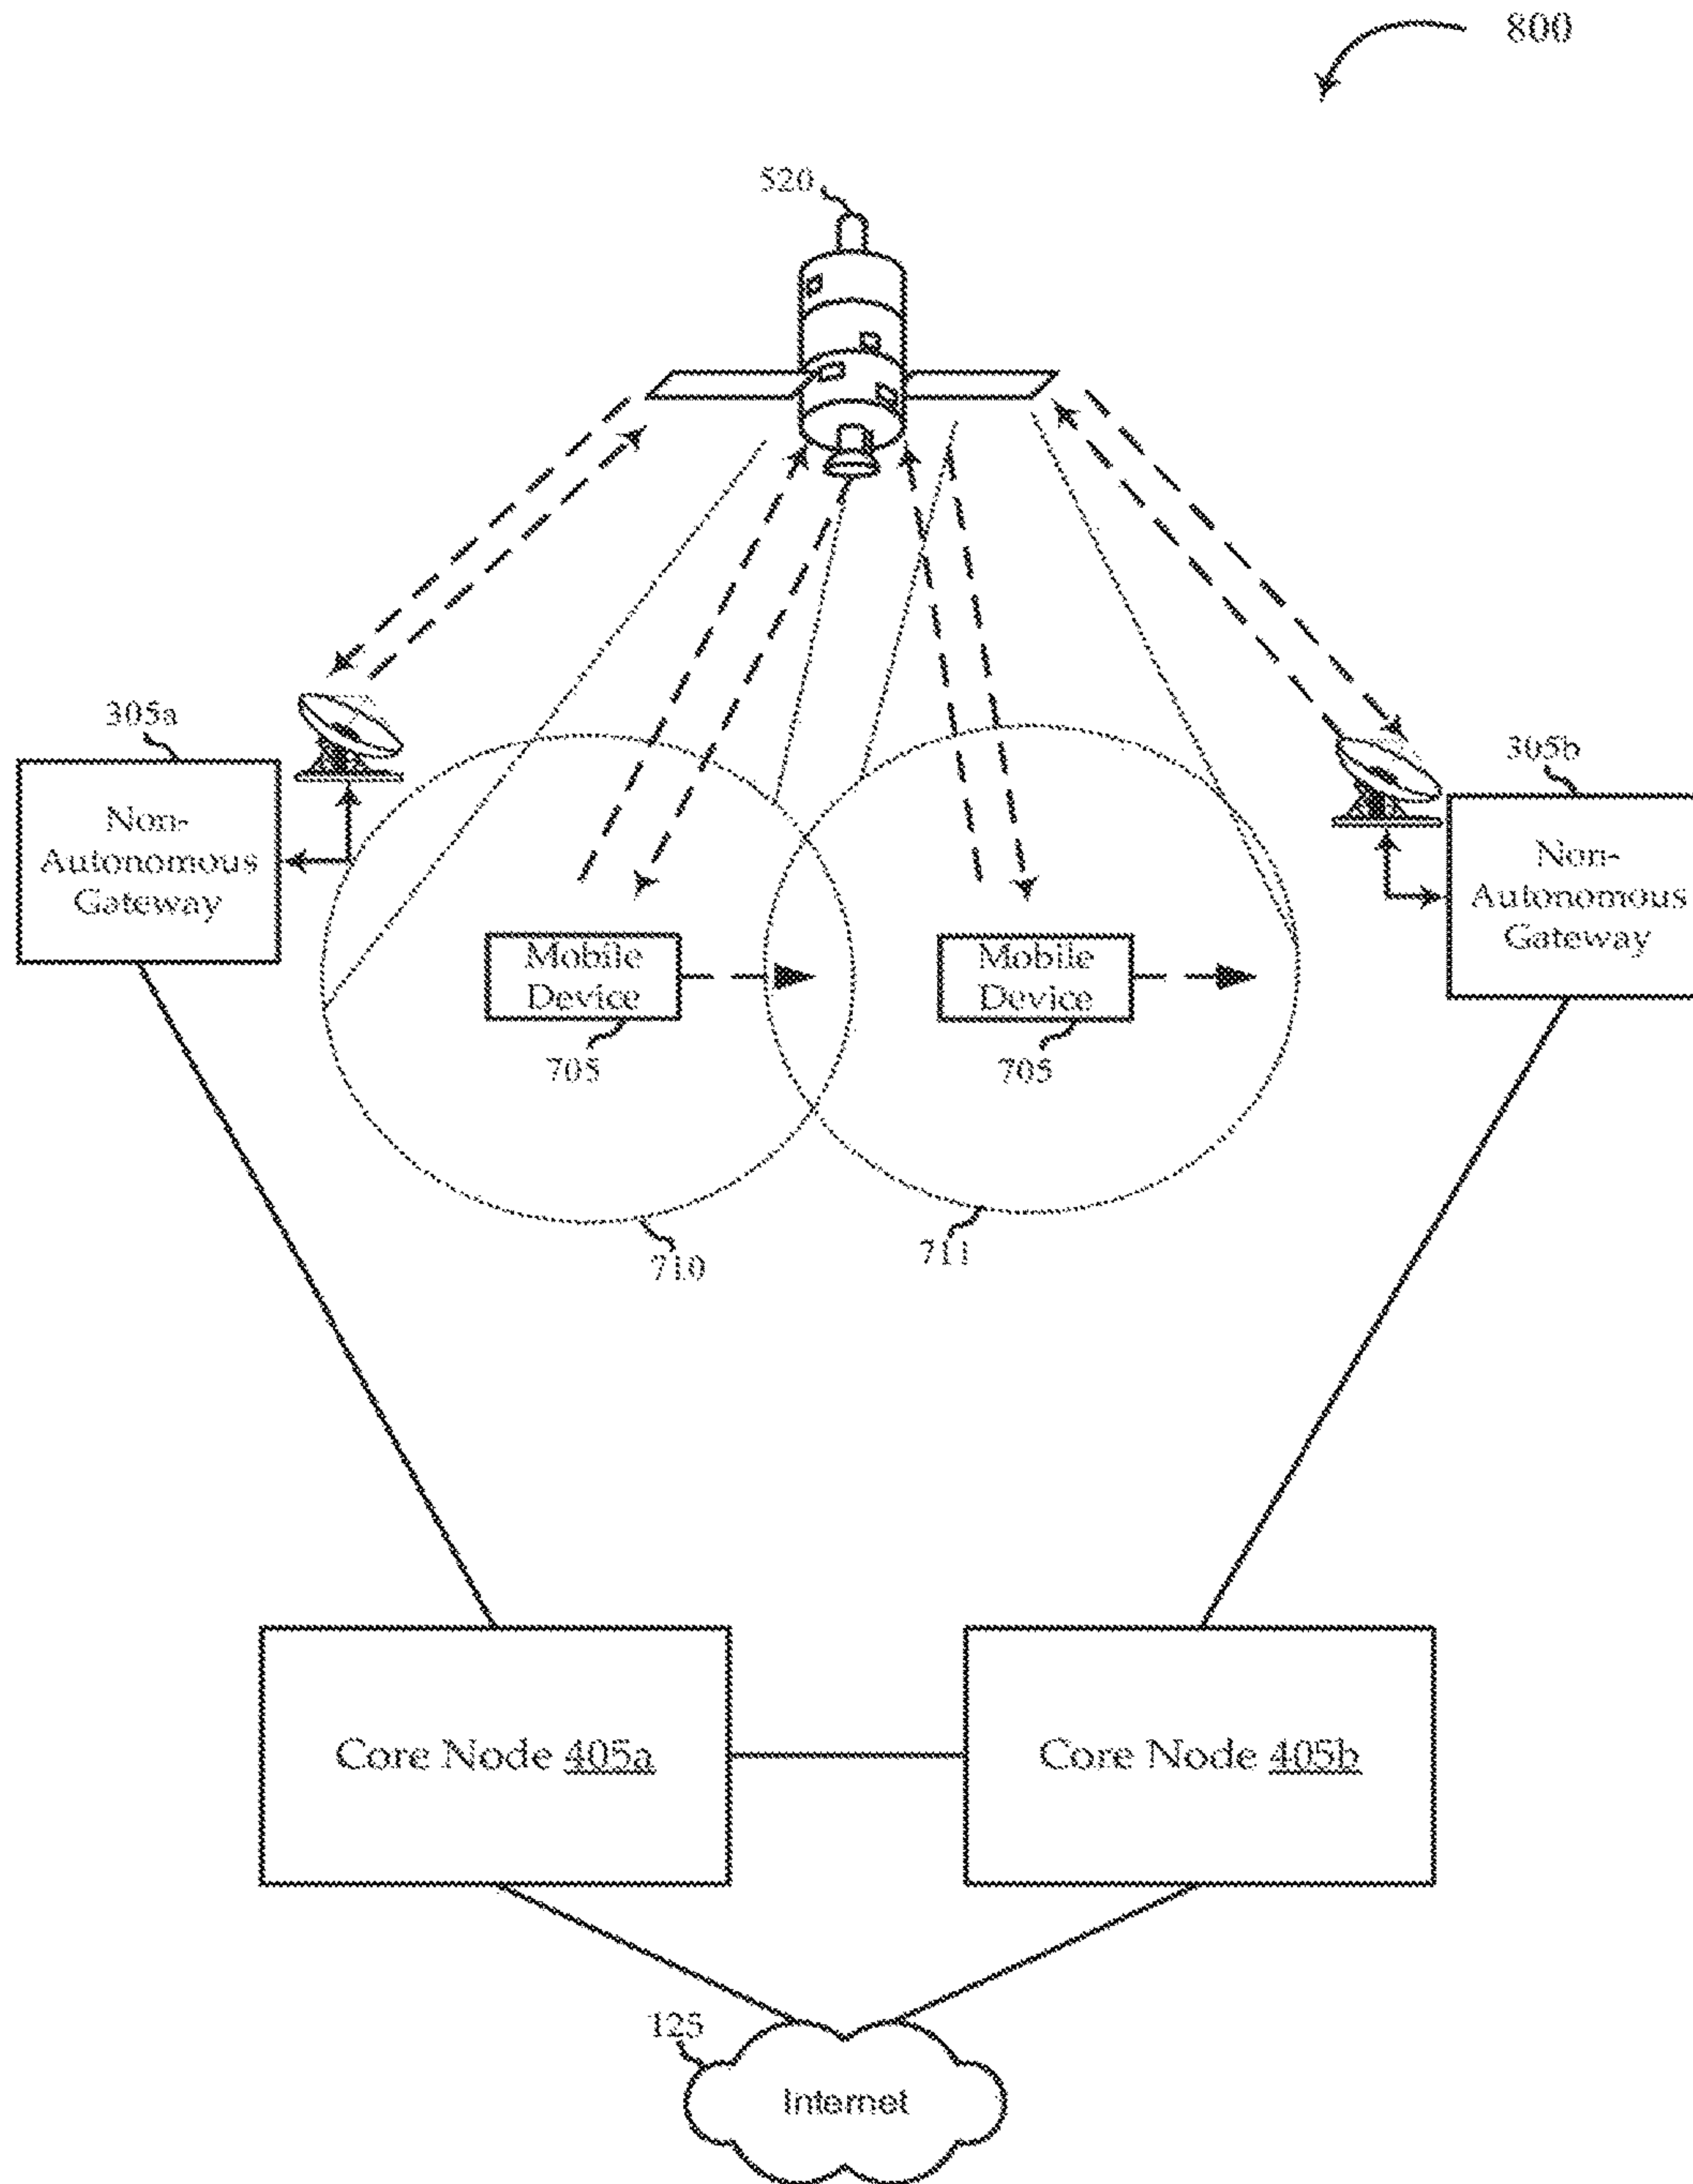 800
520
305a
Non-
Autonomous
Gateway
305b
Non-
Autonomous
Gateway
Mobile
Device
705
Mobile
Device
705
710
711
Core Node 405a
Core Node 405b
125
Internet